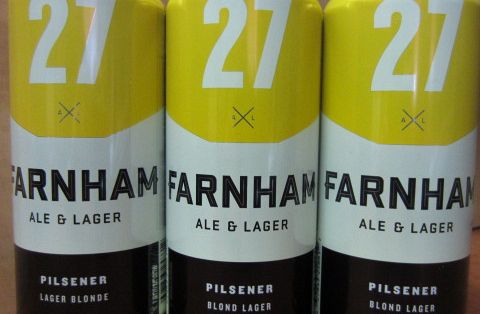 27
A L
FARNHAM
ALE & LAGER
PILSENER
LAGER BLONDE
27
A L
FARNHAM
ALE & LAGER
PILSENER
BLOND LAGER
27
A L
FARNHAM
ALE & LAGER
PILSENER
BLOND LAGER